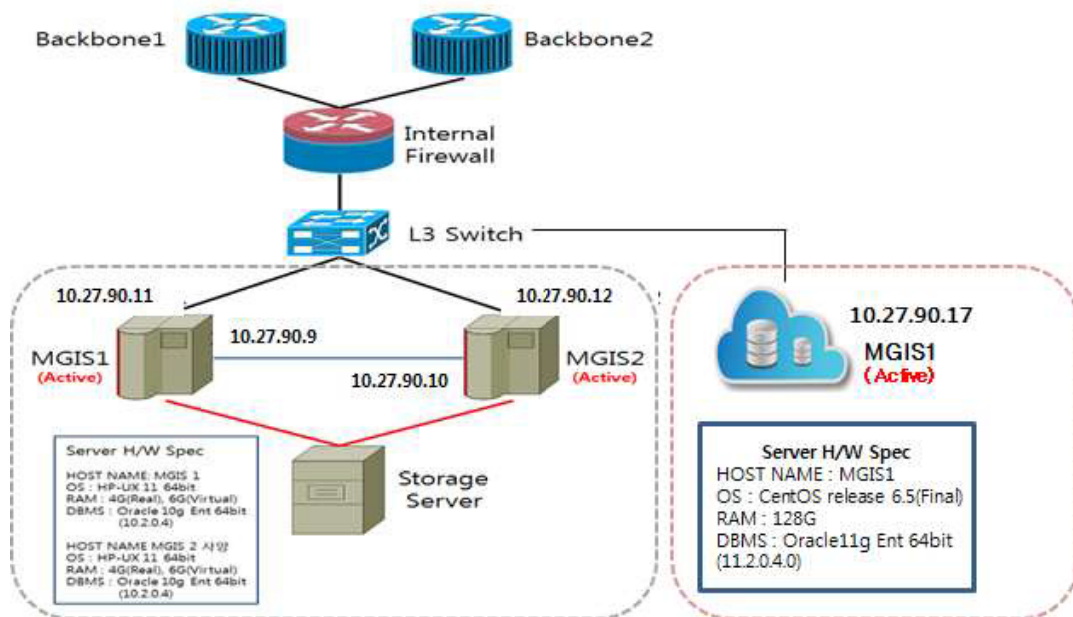 Backbone1
Backbone2
Internal
Firewall
L3 Switch
10.27.90.11
10.27.90.12
10.27.90.9
MGIS1
(Active)
MGIS2
(Active)
10.27.90.10
Storage
Server
Server H/W Spec
HOST NAME: MGIS 1
OS : HP-UX 11 64bit
RAM : 4G(Real), 6G(Virtual)
DBMS : Oracle 10g Ent 64bit
(10.2.0.4)
HOST NAME MGIS 2 사양
OS : HP-UX 11 64bit
RAM : 4G(Real), 6G(Virtual)
DBMS : Oracle 10g Ent 64bit
(10.2.0.4)
10.27.90.17
MGIS1
(Active)
Server H/W Spec
HOST NAME : MGIS1
OS : CentOS release 6.5(Final)
RAM : 128G
DBMS : Oracle11g Ent 64bit
(11.2.0.4.0)